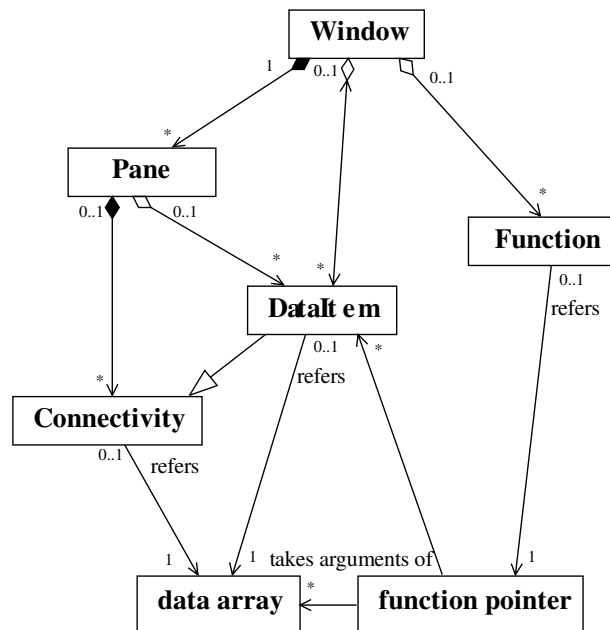 Window
1
0..1
0..1
*
Pane
0..1
0..1
*
Function
0..1
*
*
DataItem
refers
0..1
*
refers
*
Connectivity
0..1
refers
1
1
takes arguments of
1
*
data array
function pointer